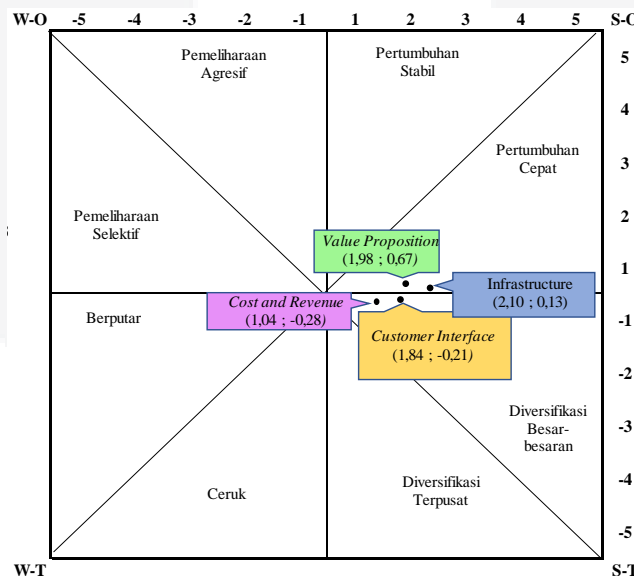 W-O -5 -4 -3 -2 -1 1 2 3 4 5 S-O
Pemeliharaan
Agresif
Pertumbuhan
Stabil
5
4
Pertumbuhan
Cepat
3
Pemeliharaan
Selektif
2
Value Proposition
(1,98 ; 0,67)
1
Infrastructure
(2,10 ; 0,13)
Cost and Revenue
(1,04 ; -0,28)
Berputar
-1
Customer Interface
(1,84 ; -0,21)
-2
Diversifikasi
Besar-
besaran
-3
Ceruk
Diversifikasi
Terpusat
-4
-5
W-T S-T